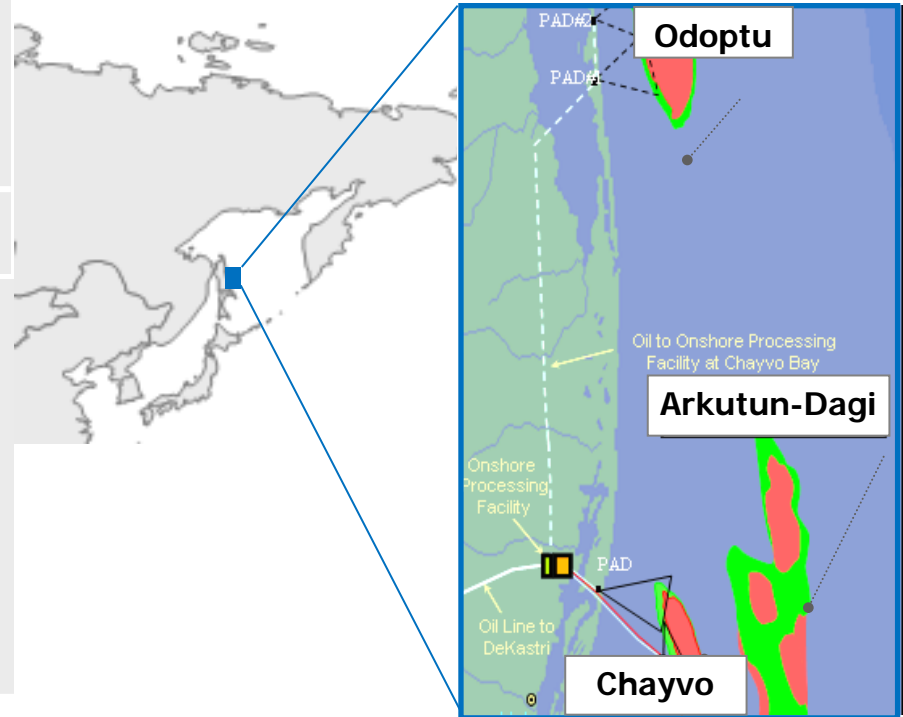 PAD#2
Odoptu
PAD#1
Oil to Onshore Processing
Facility at Chayvo Bay
Arkutun-Dagi
Onshore
Processing
Facility
PAD
Oil Line to
DeKastri
Chayvo